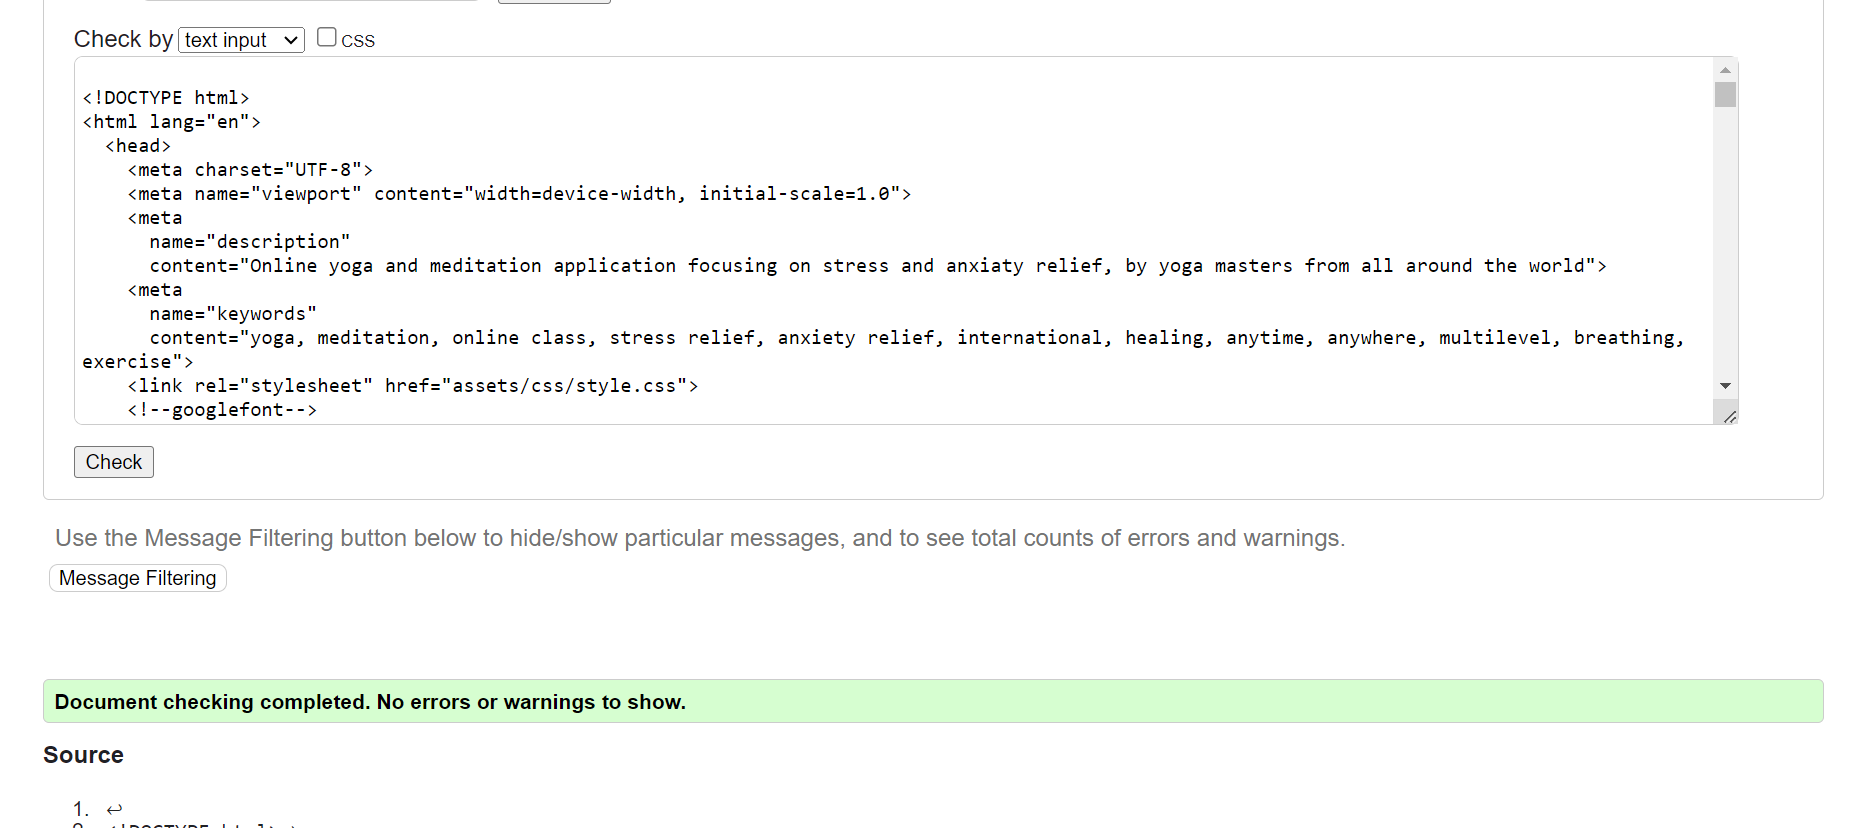 Check by text input CSS
<!DOCTYPE html>
<html lang="en">
<head>
<meta charset="UTF-8">
<meta name="viewport" content="width=device-width, initial-scale=1.0">
<meta
name="description"
content="Online yoga and meditation application focusing on stress and anxiaty relief, by yoga masters from all around the world">
<meta
name="keywords"
content="yoga, meditation, online class, stress relief, anxiety relief, international, healing, anytime, anywhere, multilevel, breathing,
exercise">
<link rel="stylesheet" href="assets/css/style.css">
<!--googlefont-->
Check
Use the Message Filtering button below to hide/show particular messages, and to see total counts of errors and warnings.
Message Filtering
Document checking completed. No errors or warnings to show.
Source
1. ↩